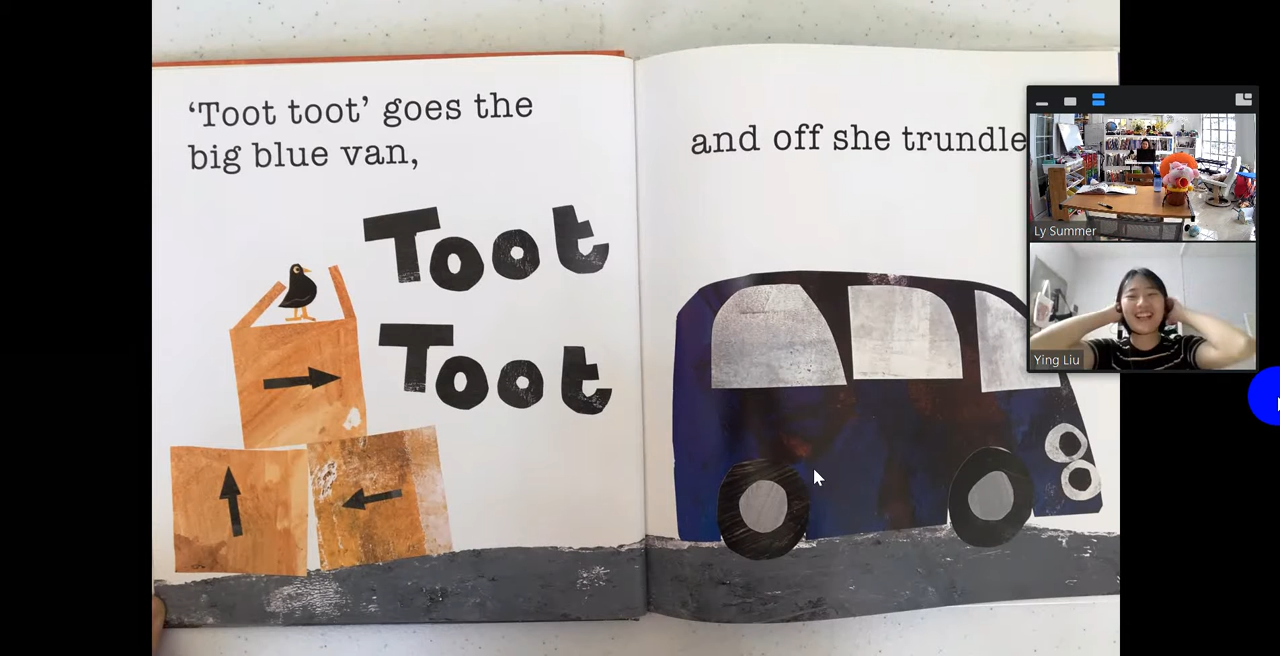 ‘Toot toot’ goes the
big blue van,
Toot
Toot
and off she trundle
Ly Summer
Ying Liu